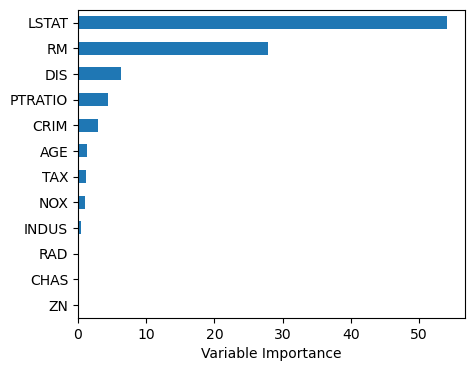 LSTAT
RM
DIS
PTRATIO
CRIM
AGE
TAX
NOX
INDUS
RAD
CHAS
ZN
0 10 20 30 40 50
Variable Importance